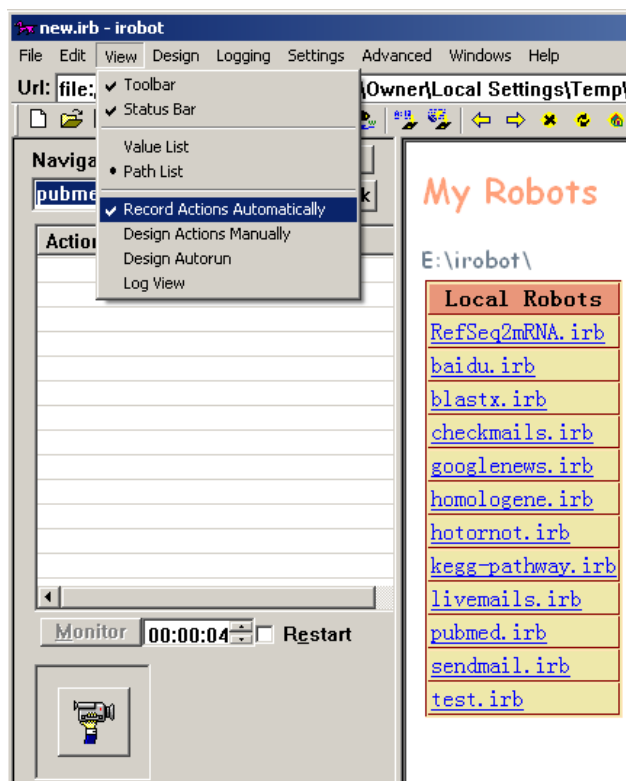 new.irb - irobot
File Edit View Design Logging Settings Advanced Windows Help
Url: file: \Owner\Local Settings\Temp\
Toolbar
Status Bar
Value List
Path List
Record Actions Automatically
Design Actions Manually
Design Autorun
Log View
Naviga
pubme k
Action
Monitor 00:00:04 Restart
My Robots
E:\irobot\
Local Robots
RefSeq2mRNA.irb
baidu.irb
blastx.irb
checkmails.irb
googlenews.irb
homologene.irb
hotornot.irb
kegg-pathway.irb
livemails.irb
pubmed.irb
sendmail.irb
test.irb